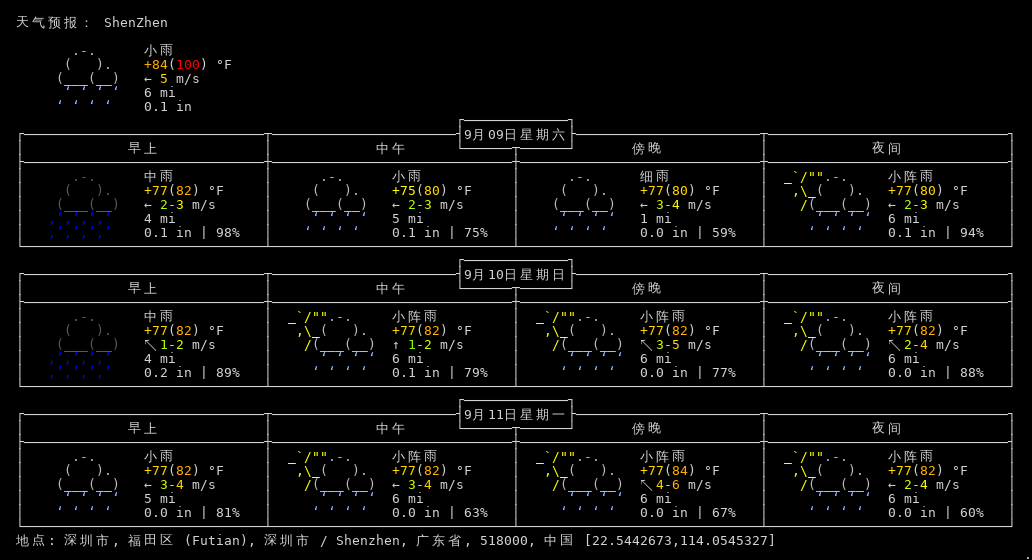 天气预报： ShenZhen
小雨
+84(100) °F
← 5 m/s
6 mi
0.1 in
9月09日星期六
早上 中午 傍晚 夜间
中雨 小雨 细雨 小阵雨
+77(82) °F +75(80) °F +77(80) °F +77(80) °F
← 2-3 m/s ← 2-3 m/s ← 3-4 m/s ← 2-3 m/s
4 mi 5 mi 1 mi 6 mi
0.1 in | 98% 0.1 in | 75% 0.0 in | 59% 0.1 in | 94%
9月10日星期日
早上 中午 傍晚 夜间
中雨 小阵雨 小阵雨 小阵雨
+77(82) °F +77(82) °F +77(82) °F +77(82) °F
↖ 1-2 m/s ↑ 1-2 m/s ↖ 3-5 m/s ↖ 2-4 m/s
4 mi 6 mi 6 mi 6 mi
0.2 in | 89% 0.1 in | 79% 0.0 in | 77% 0.0 in | 88%
9月11日星期一
早上 中午 傍晚 夜间
小雨 小阵雨 小阵雨 小阵雨
+77(82) °F +77(82) °F +77(84) °F +77(82) °F
← 3-4 m/s ← 3-4 m/s ↖ 4-6 m/s ← 2-4 m/s
5 mi 6 mi 6 mi 6 mi
0.0 in | 81% 0.0 in | 63% 0.0 in | 67% 0.0 in | 60%
地点: 深圳市, 福田区 (Futian), 深圳市 / Shenzhen, 广东省, 518000, 中国 [22.5442673,114.0545327]